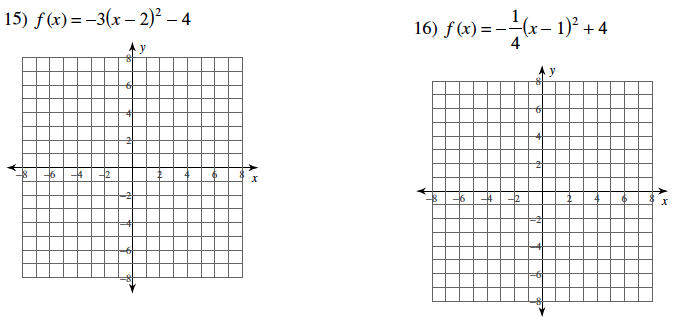 15) f(x) = –3(x – 2)² – 4
y
8
6
4
2
–8 –6 –4 –2 2 4 6 8 x
–2
–4
–6
–8
16) f(x) = –1/4(x – 1)² + 4
y
8
6
4
2
–8 –6 –4 –2 2 4 6 8 x
–2
–4
–6
–8